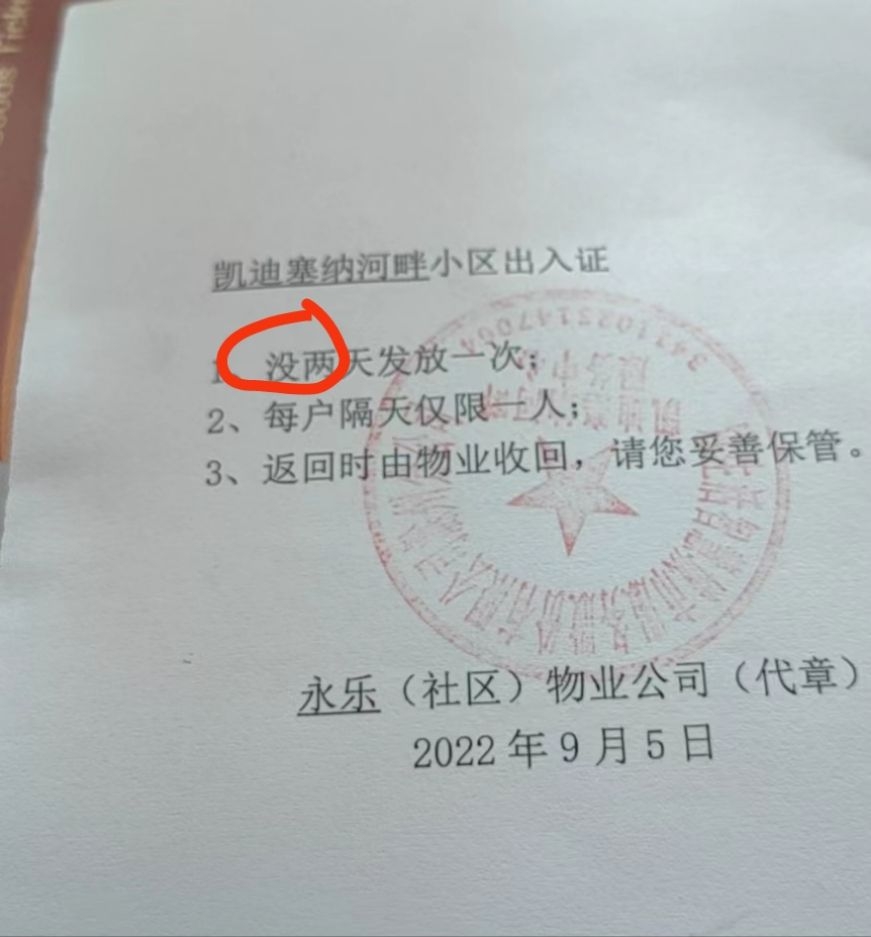 凯迪塞纳河畔小区出入证
1、没两天发放一次；
2、每户隔天仅限一人；
3、返回时由物业收回，请您妥善保管。
永乐（社区）物业公司（代章）
2022年9月5日